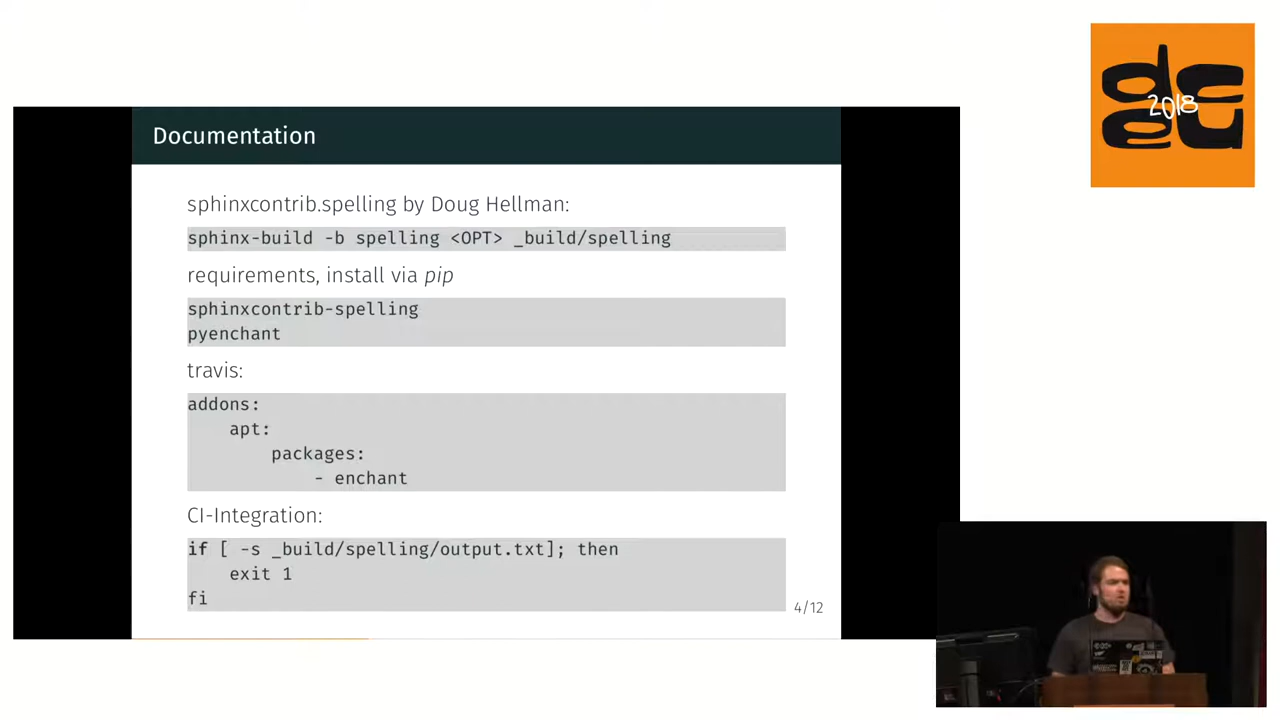 de
2018
eu
Documentation
sphinxcontrib.spelling by Doug Hellman:
sphinx-build -b spelling <OPT> _build/spelling
requirements, install via pip
sphinxcontrib-spelling
pyenchant
travis:
addons:
apt:
packages:
- enchant
CI-Integration:
if [ -s _build/spelling/output.txt]; then
exit 1
fi
4/12